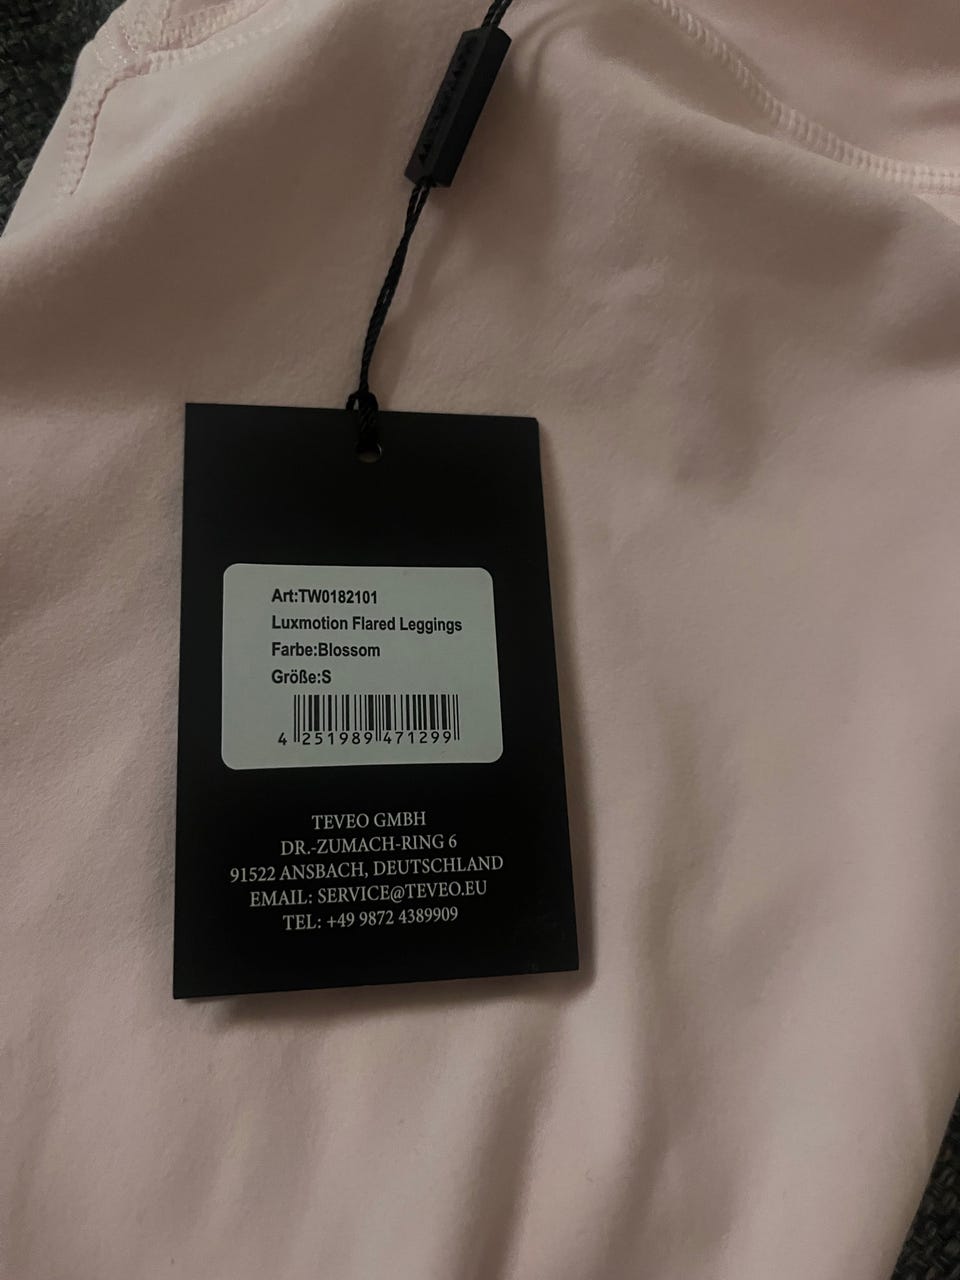 Art:TW0182101
Luxmotion Flared Leggings
Farbe:Blossom
Größe:S
4 251989 471299
TEVEO GMBH
DR.-ZUMACH-RING 6
91522 ANSBACH, DEUTSCHLAND
EMAIL: SERVICE@TEVEO.EU
TEL: +49 9872 4389909